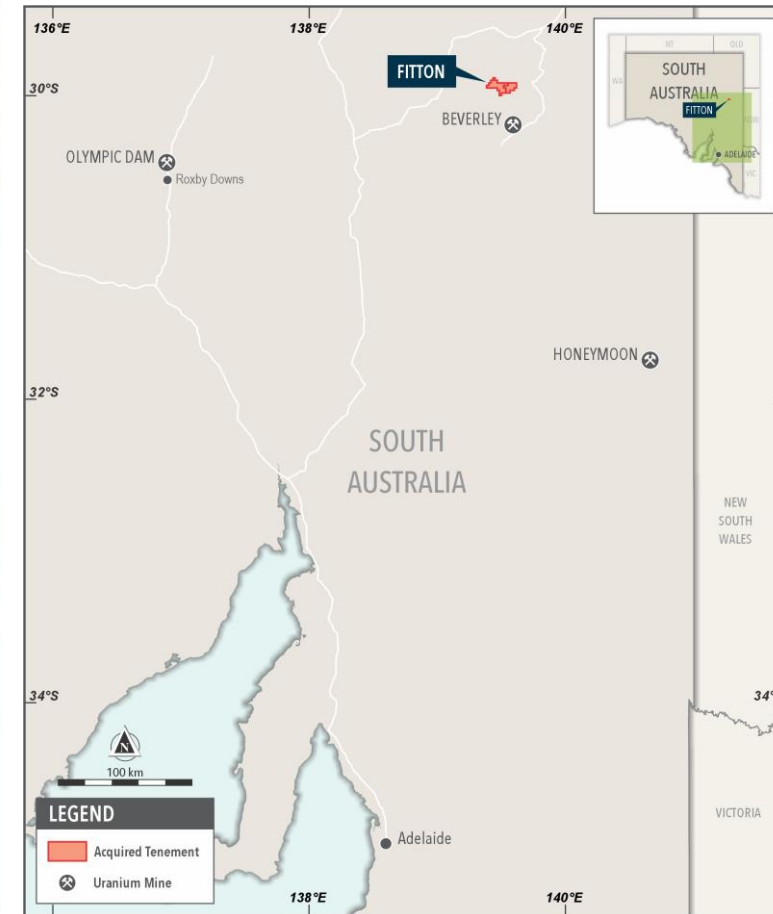 136°E
138°E
140°E
30°S
FITTON
BEVERLEY
OLYMPIC DAM
Roxby Downs
NT
QLD
WA
SOUTH
AUSTRALIA
FITTON
NSW
ADELAIDE
VIC
HONEYMOON
32°S
SOUTH
AUSTRALIA
NEW
SOUTH
WALES
34°S
34°
N
100 km
VICTORIA
LEGEND
Acquired Tenement
Uranium Mine
Adelaide
138°E
140°E